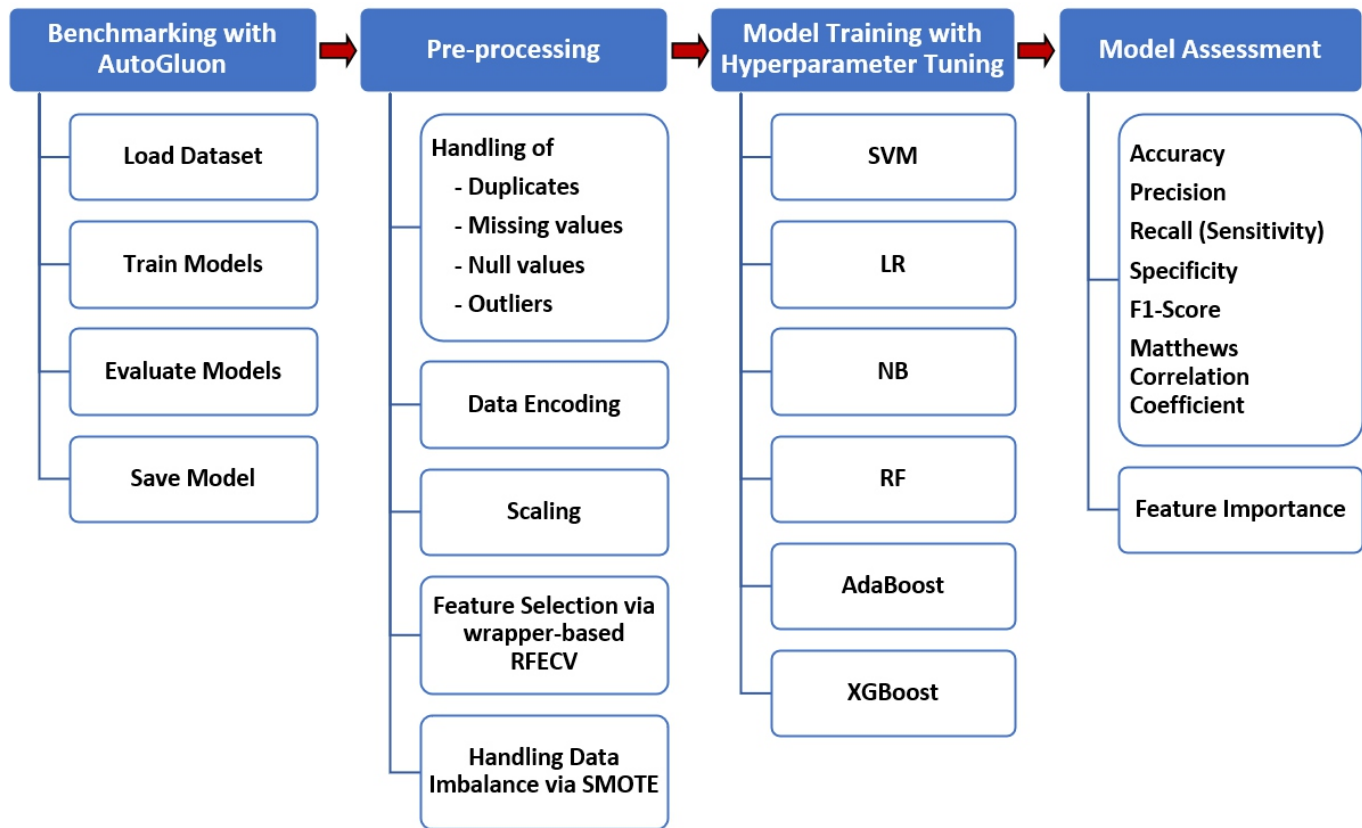 Benchmarking with
AutoGluon
Load Dataset
Train Models
Evaluate Models
Save Model
Pre-processing
Handling of
- Duplicates
- Missing values
- Null values
- Outliers
Data Encoding
Scaling
Feature Selection via
wrapper-based
RFECV
Handling Data
Imbalance via SMOTE
Model Training with
Hyperparameter Tuning
SVM
LR
NB
RF
AdaBoost
XGBoost
Model Assessment
Accuracy
Precision
Recall (Sensitivity)
Specificity
F1-Score
Matthews
Correlation
Coefficient
Feature Importance